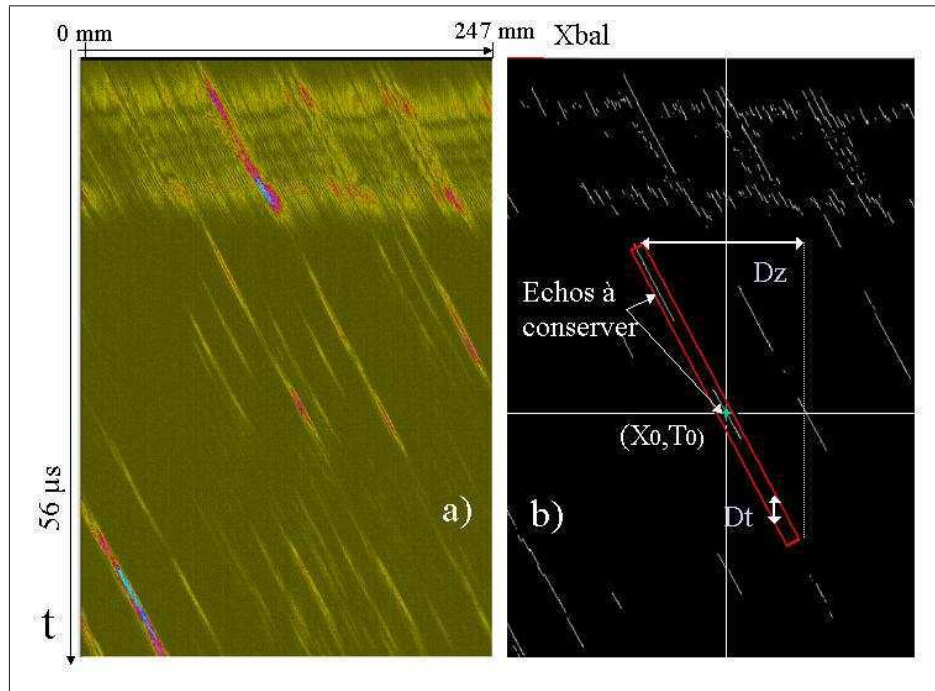 0 mm
247 mm
Xbal
56 µs
t
a)
Dz
Echos à
conserver
(X0,T0)
b)
Dt